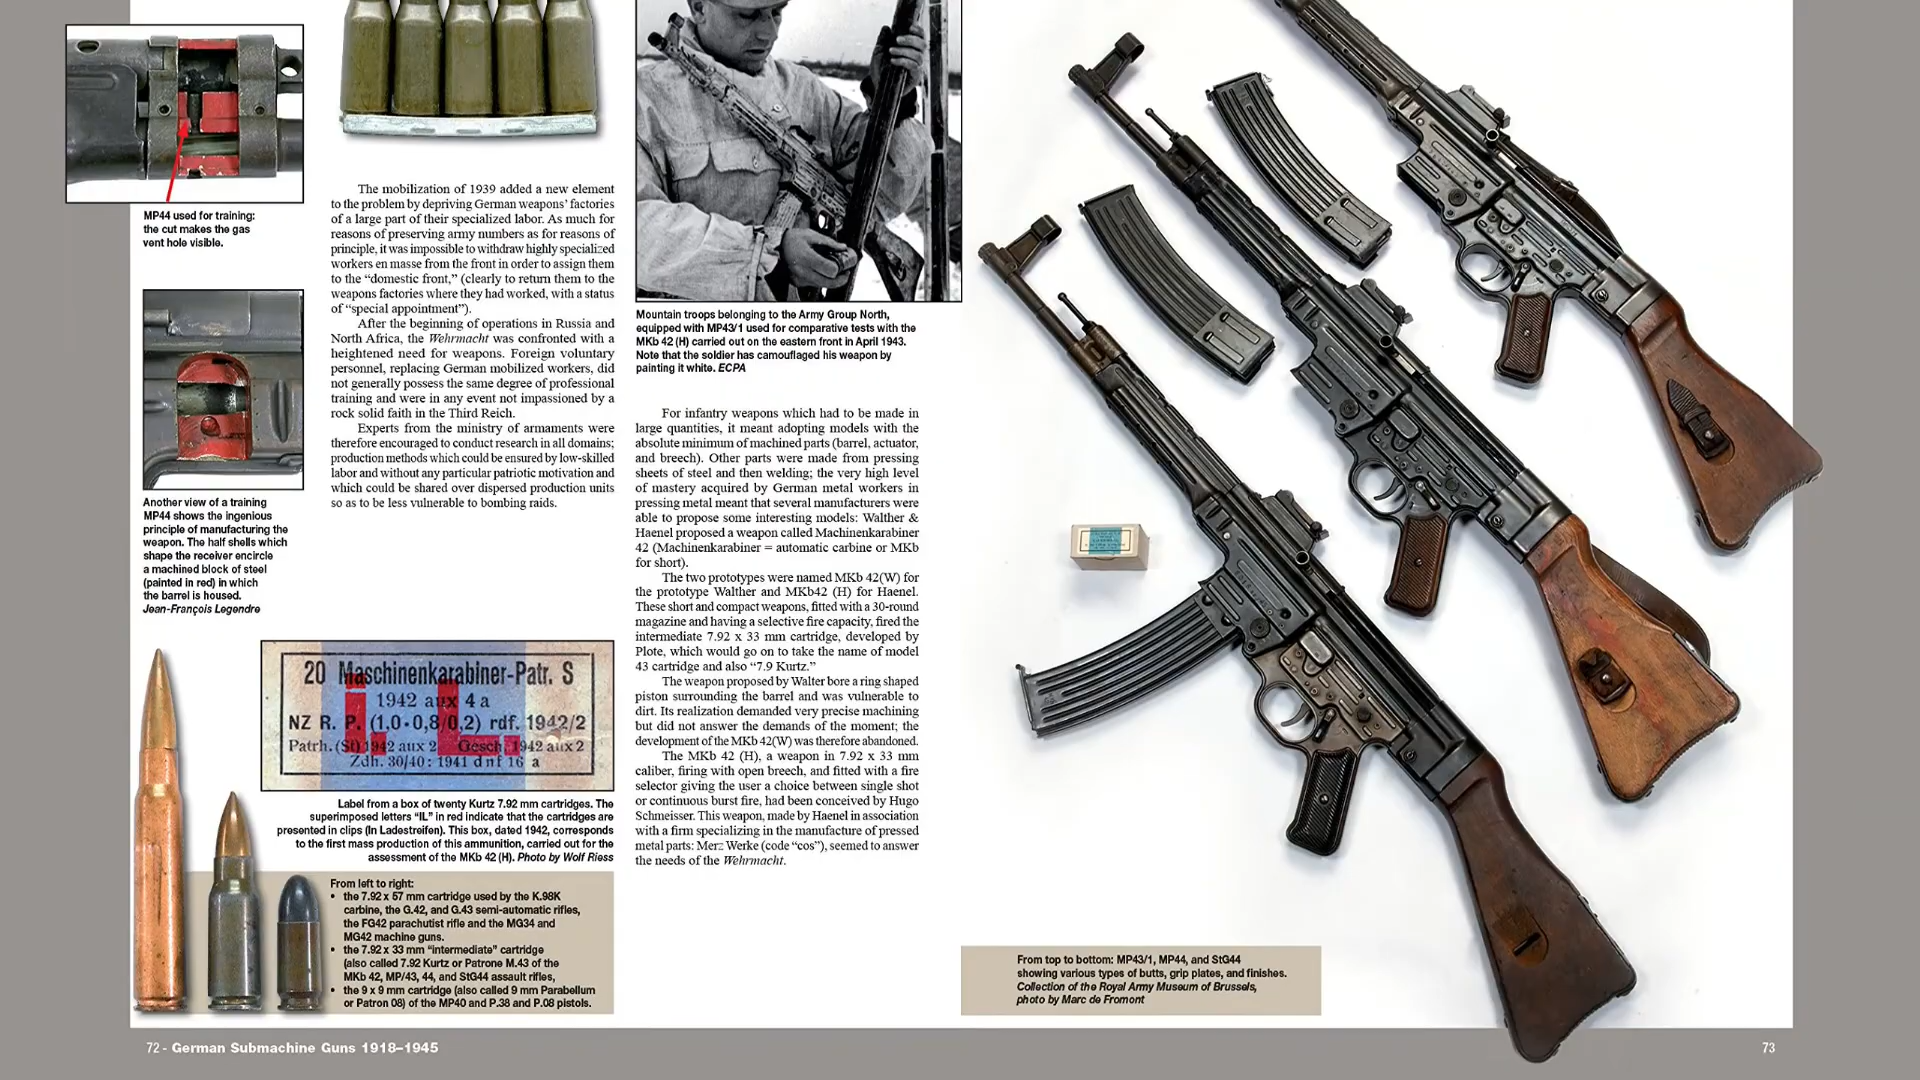 MP44 used for training:
the cut makes the gas
vent hole visible.
Another view of a training
MP44 shows the ingenious
principle of manufacturing the
weapon. The half shells which
shape the receiver encircle
a machined block of steel
(painted in red) in which
the barrel is housed.
Jean-François Legendre
The mobilization of 1939 added a new element
to the problem by depriving German weapons’ factories
of a large part of their specialized labor. As much for
reasons of preserving army numbers as for reasons of
principle, it was impossible to withdraw highly specialized
workers en masse from the front in order to assign them
to the “domestic front,” (clearly to return them to the
weapons factories where they had worked, with a status
of “special appointment”).
After the beginning of operations in Russia and
North Africa, the Wehrmacht was confronted with a
heightened need for weapons. Foreign voluntary
personnel, replacing German mobilized workers, did
not generally possess the same degree of professional
training and were in any event not impassioned by a
rock solid faith in the Third Reich.
Experts from the ministry of armaments were
therefore encouraged to conduct research in all domains;
production methods which could be ensured by low-skilled
labor and without any particular patriotic motivation and
which could be shared over dispersed production units
so as to be less vulnerable to bombing raids.
20 Maschinenkarabiner-Patr. S
1942 aux 4 a
NZ R. P. (1.0·0,8/0,2) rdf. 1942/2
Patrh. (St) 1942 aux 2 Gesch. 1942 aux 2
Zdh. 30/40: 1941 dnf 16 a
i. L.
Label from a box of twenty Kurtz 7.92 mm cartridges. The
superimposed letters “IL” in red indicate that the cartridges are
presented in clips (In Ladestreifen). This box, dated 1942, corresponds
to the first mass production of this ammunition, carried out for the
assessment of the MKb 42 (H). Photo by Wolf Riess
From left to right:
• the 7.92 x 57 mm cartridge used by the K.98K
carbine, the G.42, and G.43 semi-automatic rifles,
the FG42 parachutist rifle and the MG34 and
MG42 machine guns.
• the 7.92 x 33 mm “intermediate” cartridge
(also called 7.92 Kurtz or Patrone M.43 of the
MKb 42, MP/43, 44, and StG44 assault rifles,
• the 9 x 9 mm cartridge (also called 9 mm Parabellum
or Patron 08) of the MP40 and P.38 and P.08 pistols.
Mountain troops belonging to the Army Group North,
equipped with MP43/1 used for comparative tests with the
MKb 42 (H) carried out on the eastern front in April 1943.
Note that the soldier has camouflaged his weapon by
painting it white. ECPA
For infantry weapons which had to be made in
large quantities, it meant adopting models with the
absolute minimum of machined parts (barrel, actuator,
and breech). Other parts were made from pressing
sheets of steel and then welding; the very high level
of mastery acquired by German metal workers in
pressing metal meant that several manufacturers were
able to propose some interesting models: Walther &
Haenel proposed a weapon called Machinenkarabiner
42 (Machinenkarabiner = automatic carbine or MKb
for short).
The two prototypes were named MKb 42(W) for
the prototype Walther and MKb42 (H) for Haenel.
These short and compact weapons, fitted with a 30-round
magazine and having a selective fire capacity, fired the
intermediate 7.92 x 33 mm cartridge, developed by
Plote, which would go on to take the name of model
43 cartridge and also “7.9 Kurtz.”
The weapon proposed by Walter bore a ring shaped
piston surrounding the barrel and was vulnerable to
dirt. Its realization demanded very precise machining
but did not answer the demands of the moment; the
development of the MKb 42(W) was therefore abandoned.
The MKb 42 (H), a weapon in 7.92 x 33 mm
caliber, firing with open breech, and fitted with a fire
selector giving the user a choice between single shot
or continuous burst fire, had been conceived by Hugo
Schmeisser. This weapon, made by Haenel in association
with a firm specializing in the manufacture of pressed
metal parts: Merz Werke (code “cos”), seemed to answer
the needs of the Wehrmacht.
From top to bottom: MP43/1, MP44, and StG44
showing various types of butts, grip plates, and finishes.
Collection of the Royal Army Museum of Brussels,
photo by Marc de Fromont
72 - German Submachine Guns 1918–1945
73